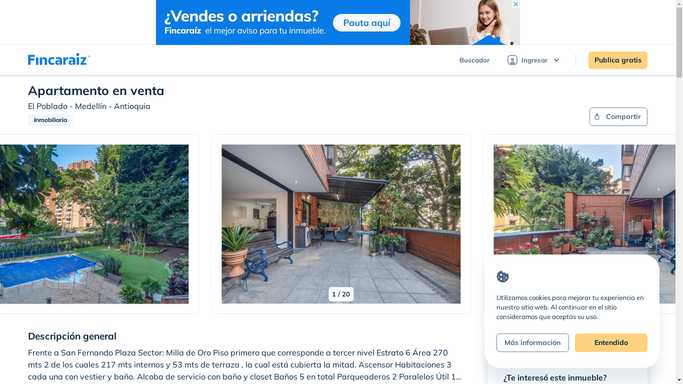 ¿Vendes o arriendas?
Fincaraíz el mejor aviso para tu inmueble.
Pauta aquí
Fincaraíz
Buscador
Ingresar
Publica gratis
Apartamento en venta
El Poblado - Medellín - Antioquia
Inmobiliaria
Compartir
1 / 20
Utilizamos cookies para mejorar tu experiencia en
nuestro sitio web. Al continuar en el sitio
consideramos que aceptas su uso.
Más información
Entendido
Descripción general
Frente a San Fernando Plaza Sector: Milla de Oro Piso primero que corresponde a tercer nivel Estrato 6 Área 270
mts 2 de los cuales 217 mts internos y 53 mts de terraza , la cual está cubierta la mitad. Ascensor Habitaciones 3
cada una con vestier y baño. Alcoba de servicio con baño y closet Baños 5 en total Parqueaderos 2 Paralelos Útil 1...
¿Te interesó este inmueble?